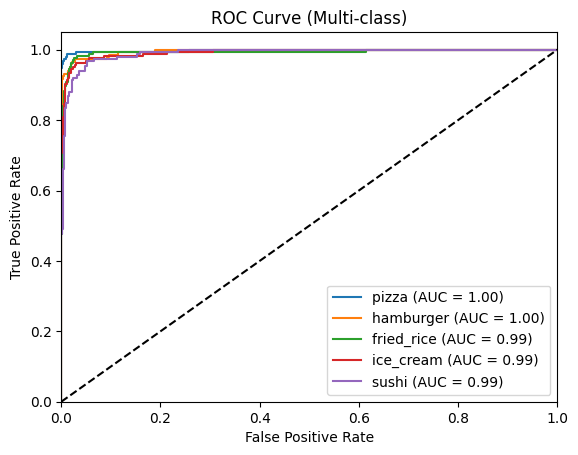 ROC Curve (Multi-class)
True Positive Rate
1.0
0.8
0.6
0.4
0.2
0.0
pizza (AUC = 1.00)
hamburger (AUC = 1.00)
fried_rice (AUC = 0.99)
ice_cream (AUC = 0.99)
sushi (AUC = 0.99)
0.0 0.2 0.4 0.6 0.8 1.0
False Positive Rate